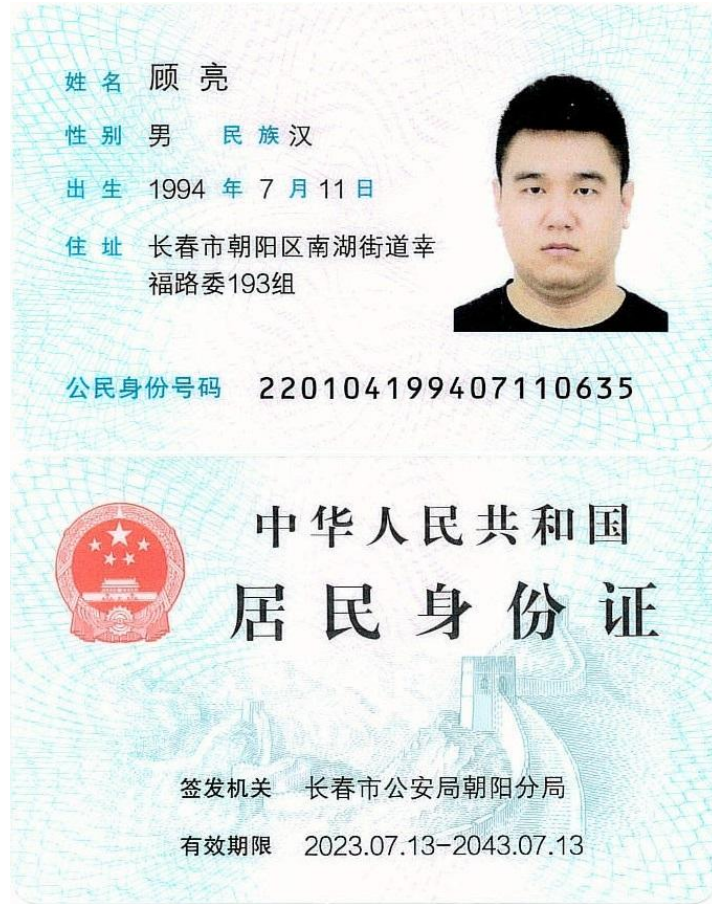 姓名 顾亮
性别 男 民族 汉
出生 1994 年 7 月 11 日
住址 长春市朝阳区南湖街道幸
福路委193组
公民身份号码 220104199407110635
中华人民共和国
居民身份证
签发机关 长春市公安局朝阳分局
有效期限 2023.07.13-2043.07.13